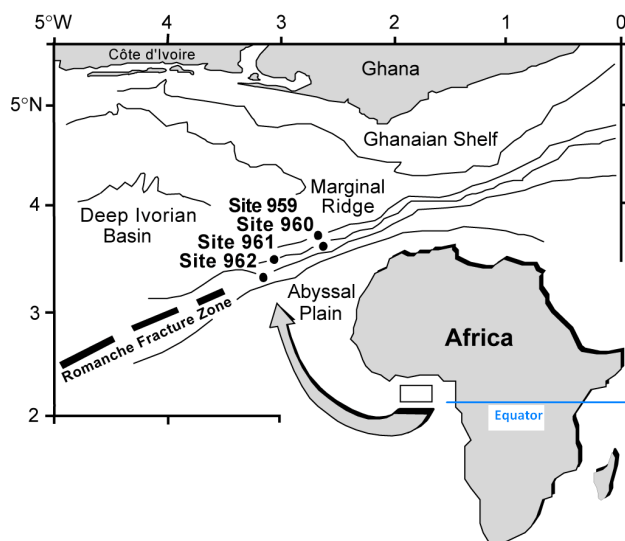 5°W
4
3
2
1
0
Côte d'Ivoire
Ghana
5°N
Ghanaian Shelf
4
Site 959
Marginal
Ridge
Site 960
Deep Ivorian
Basin
Site 961
Site 962
3
Abyssal
Plain
Romanche Fracture Zone
Africa
2
Equator